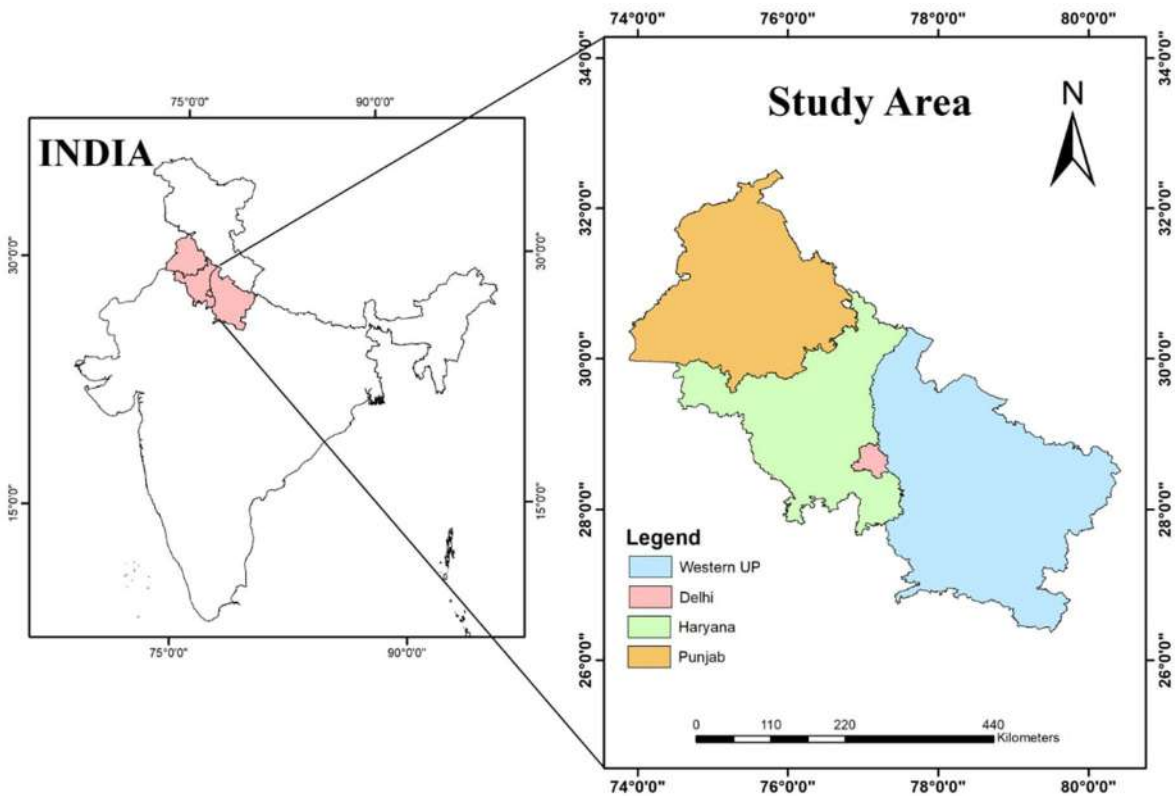 INDIA
75°0'0"
90°0'0"
30°0'0"
30°0'0"
15°0'0"
15°0'0"
75°0'0"
90°0'0"
74°0'0"
76°0'0"
78°0'0"
80°0'0"
Study Area
N
34°0'0"
32°0'0"
30°0'0"
28°0'0"
26°0'0"
34°0'0"
32°0'0"
30°0'0"
28°0'0"
26°0'0"
Legend
Western UP
Delhi
Haryana
Punjab
0 110 220 440
Kilometers
74°0'0"
76°0'0"
78°0'0"
80°0'0"